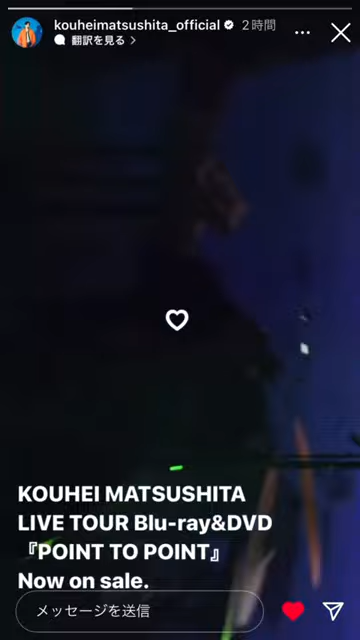 kouheimatsushita_official 2時間
翻訳を見る
KOUHEI MATSUSHITA
LIVE TOUR Blu-ray&DVD
『POINT TO POINT』
Now on sale.
メッセージを送信